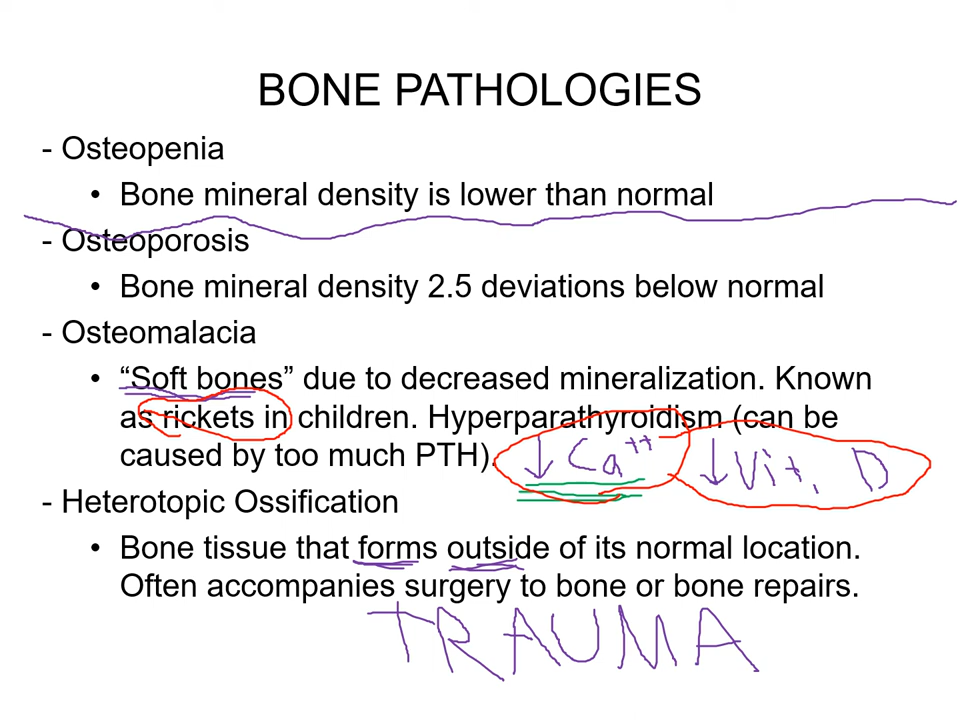 BONE PATHOLOGIES
- Osteopenia
• Bone mineral density is lower than normal
- Osteoporosis
• Bone mineral density 2.5 deviations below normal
- Osteomalacia
• “Soft bones” due to decreased mineralization. Known
as rickets in children. Hyperparathyroidism (can be
caused by too much PTH). ↓ Ca++ ↓ Vit. D
- Heterotopic Ossification
• Bone tissue that forms outside of its normal location.
Often accompanies surgery to bone or bone repairs.
TRAUMA